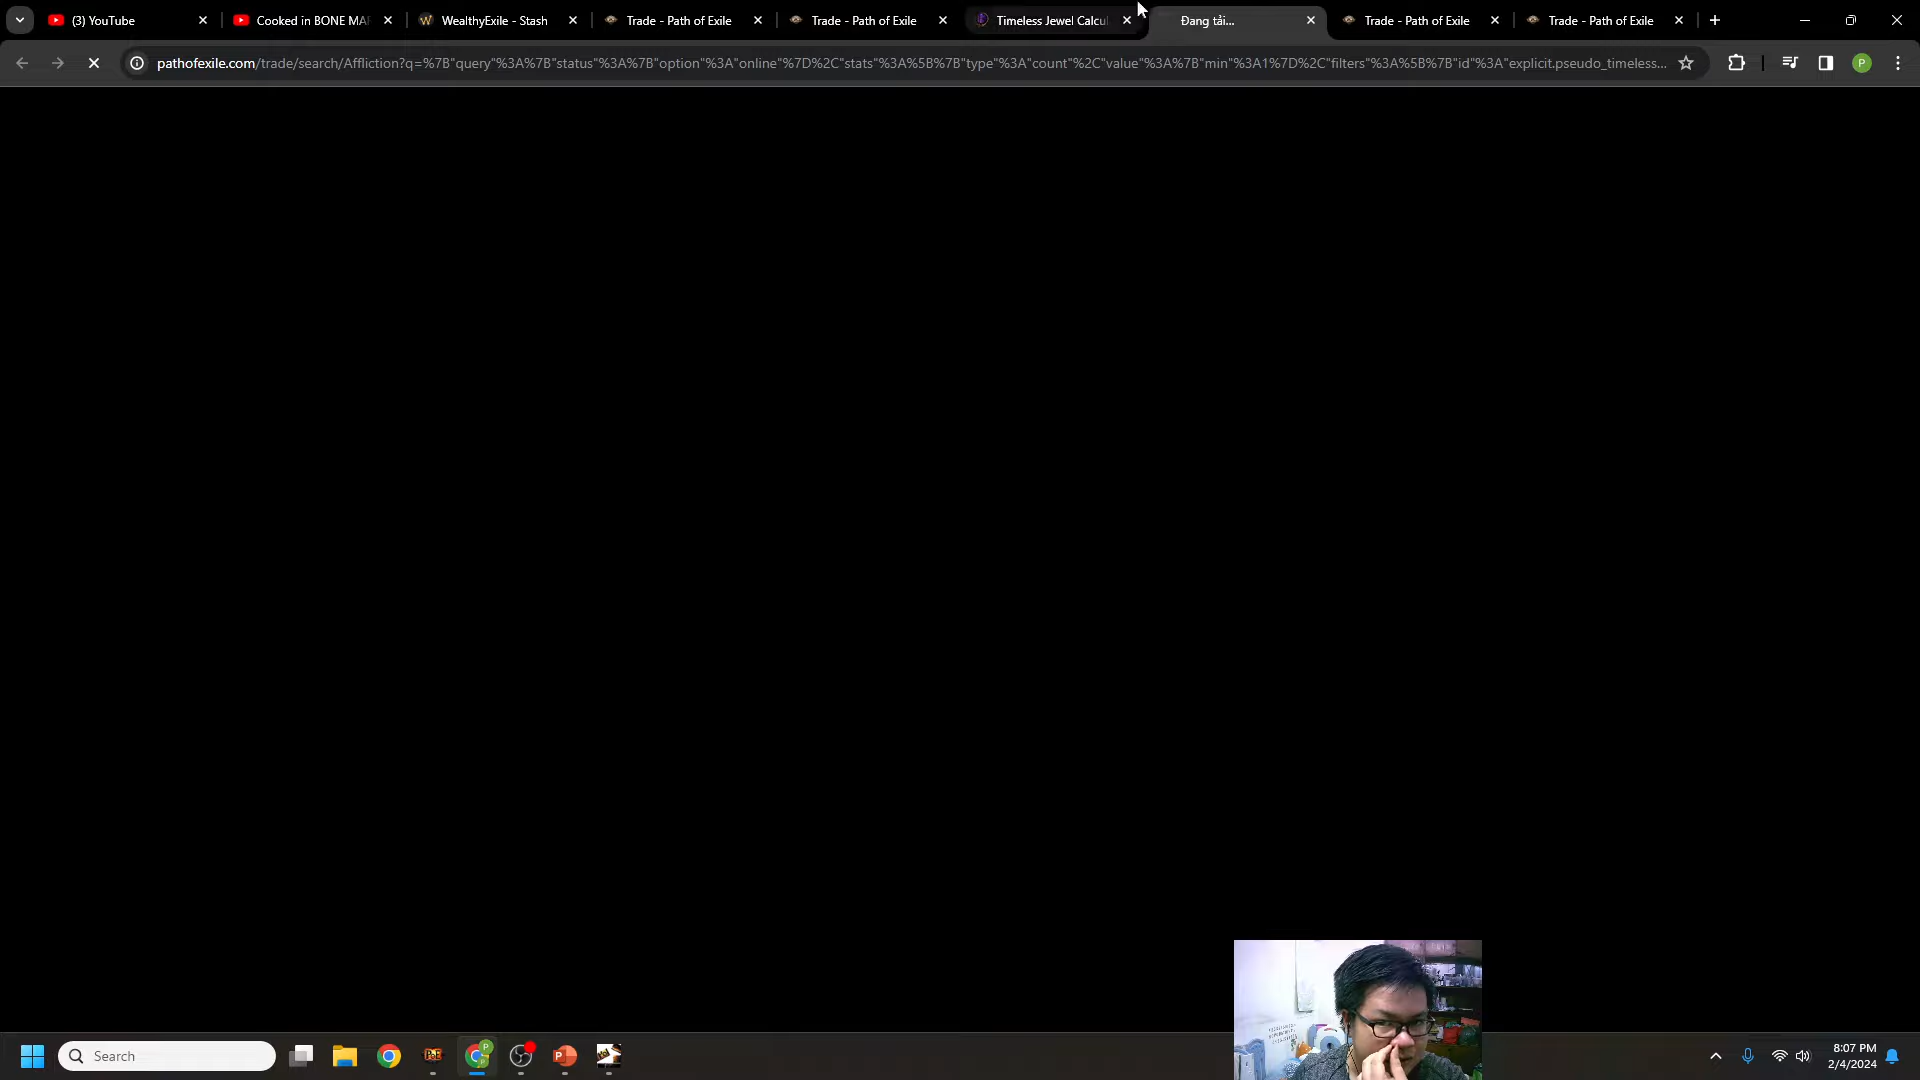 (3) YouTube
Cooked in BONE MA
WealthyExile - Stash
Trade - Path of Exile
Trade - Path of Exile
Timeless Jewel Calcul
Đang tải...
Trade - Path of Exile
Trade - Path of Exile
pathofexile.com/trade/search/Affliction?q=%7B"query"%3A%7B"status"%3A%7B"option"%3A"online"%7D%2C"stats"%3A%5B%7B"type"%3A"count"%2C"value"%3A%7B"min"%3A1%7D%2C"filters"%3A%5B%7B"id"%3A"explicit.pseudo_timeless...
P
Search
P
8:07 PM
2/4/2024